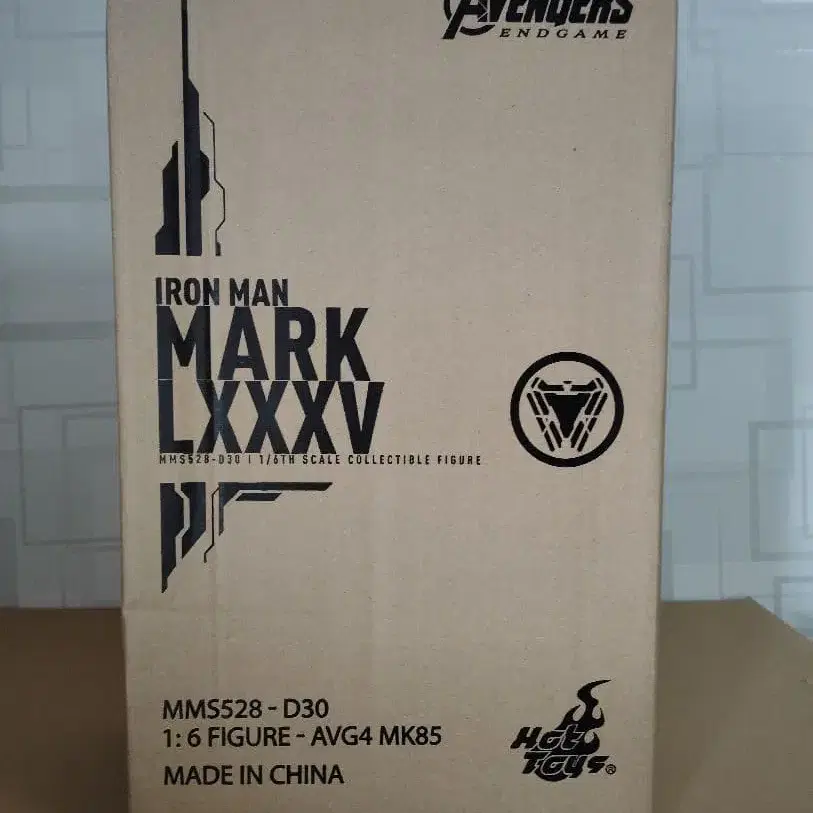 AVENGERS
ENDGAME
IRON MAN
MARK
LXXXV
MMS528-D30 | 1/6TH SCALE COLLECTIBLE FIGURE
MMS528 - D30
1: 6 FIGURE - AVG4 MK85
MADE IN CHINA
Hot
Toys®